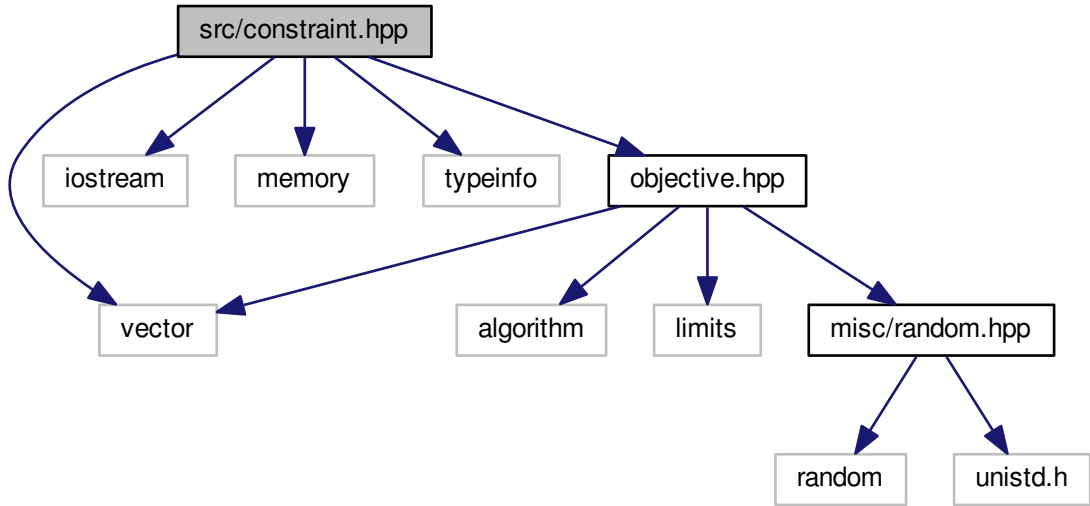 src/constraint.hpp
iostream
memory
typeinfo
objective.hpp
vector
algorithm
limits
misc/random.hpp
random
unistd.h